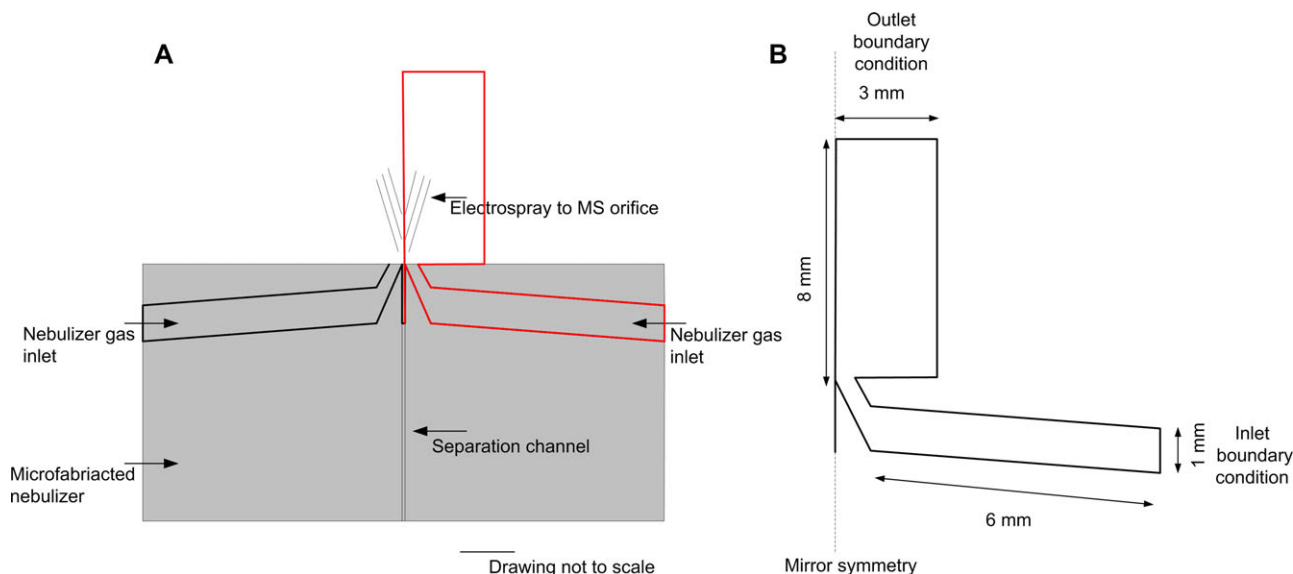 A
Electrospray to MS orifice
Nebulizer gas
inlet
Nebulizer gas
inlet
Separation channel
Microfabriacted
nebulizer
Drawing not to scale
B
Outlet
boundary
condition
3 mm
8 mm
1 mm
Inlet
boundary
condition
6 mm
Mirror symmetry